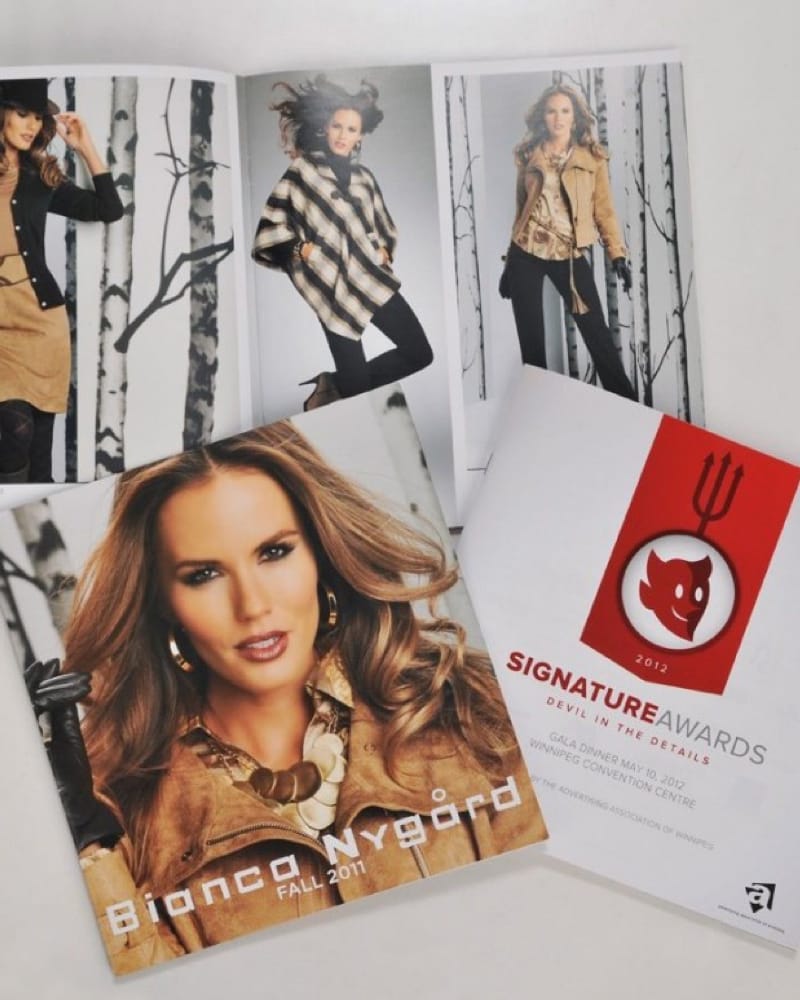 Bianca Nygård
FALL 2011
2012
SIGNATUREAWARDS
DEVIL IN THE DETAILS
GALA DINNER MAY 10, 2012
WINNIPEG CONVENTION CENTRE
BY THE ADVERTISING ASSOCIATION OF WINNIPEG
a